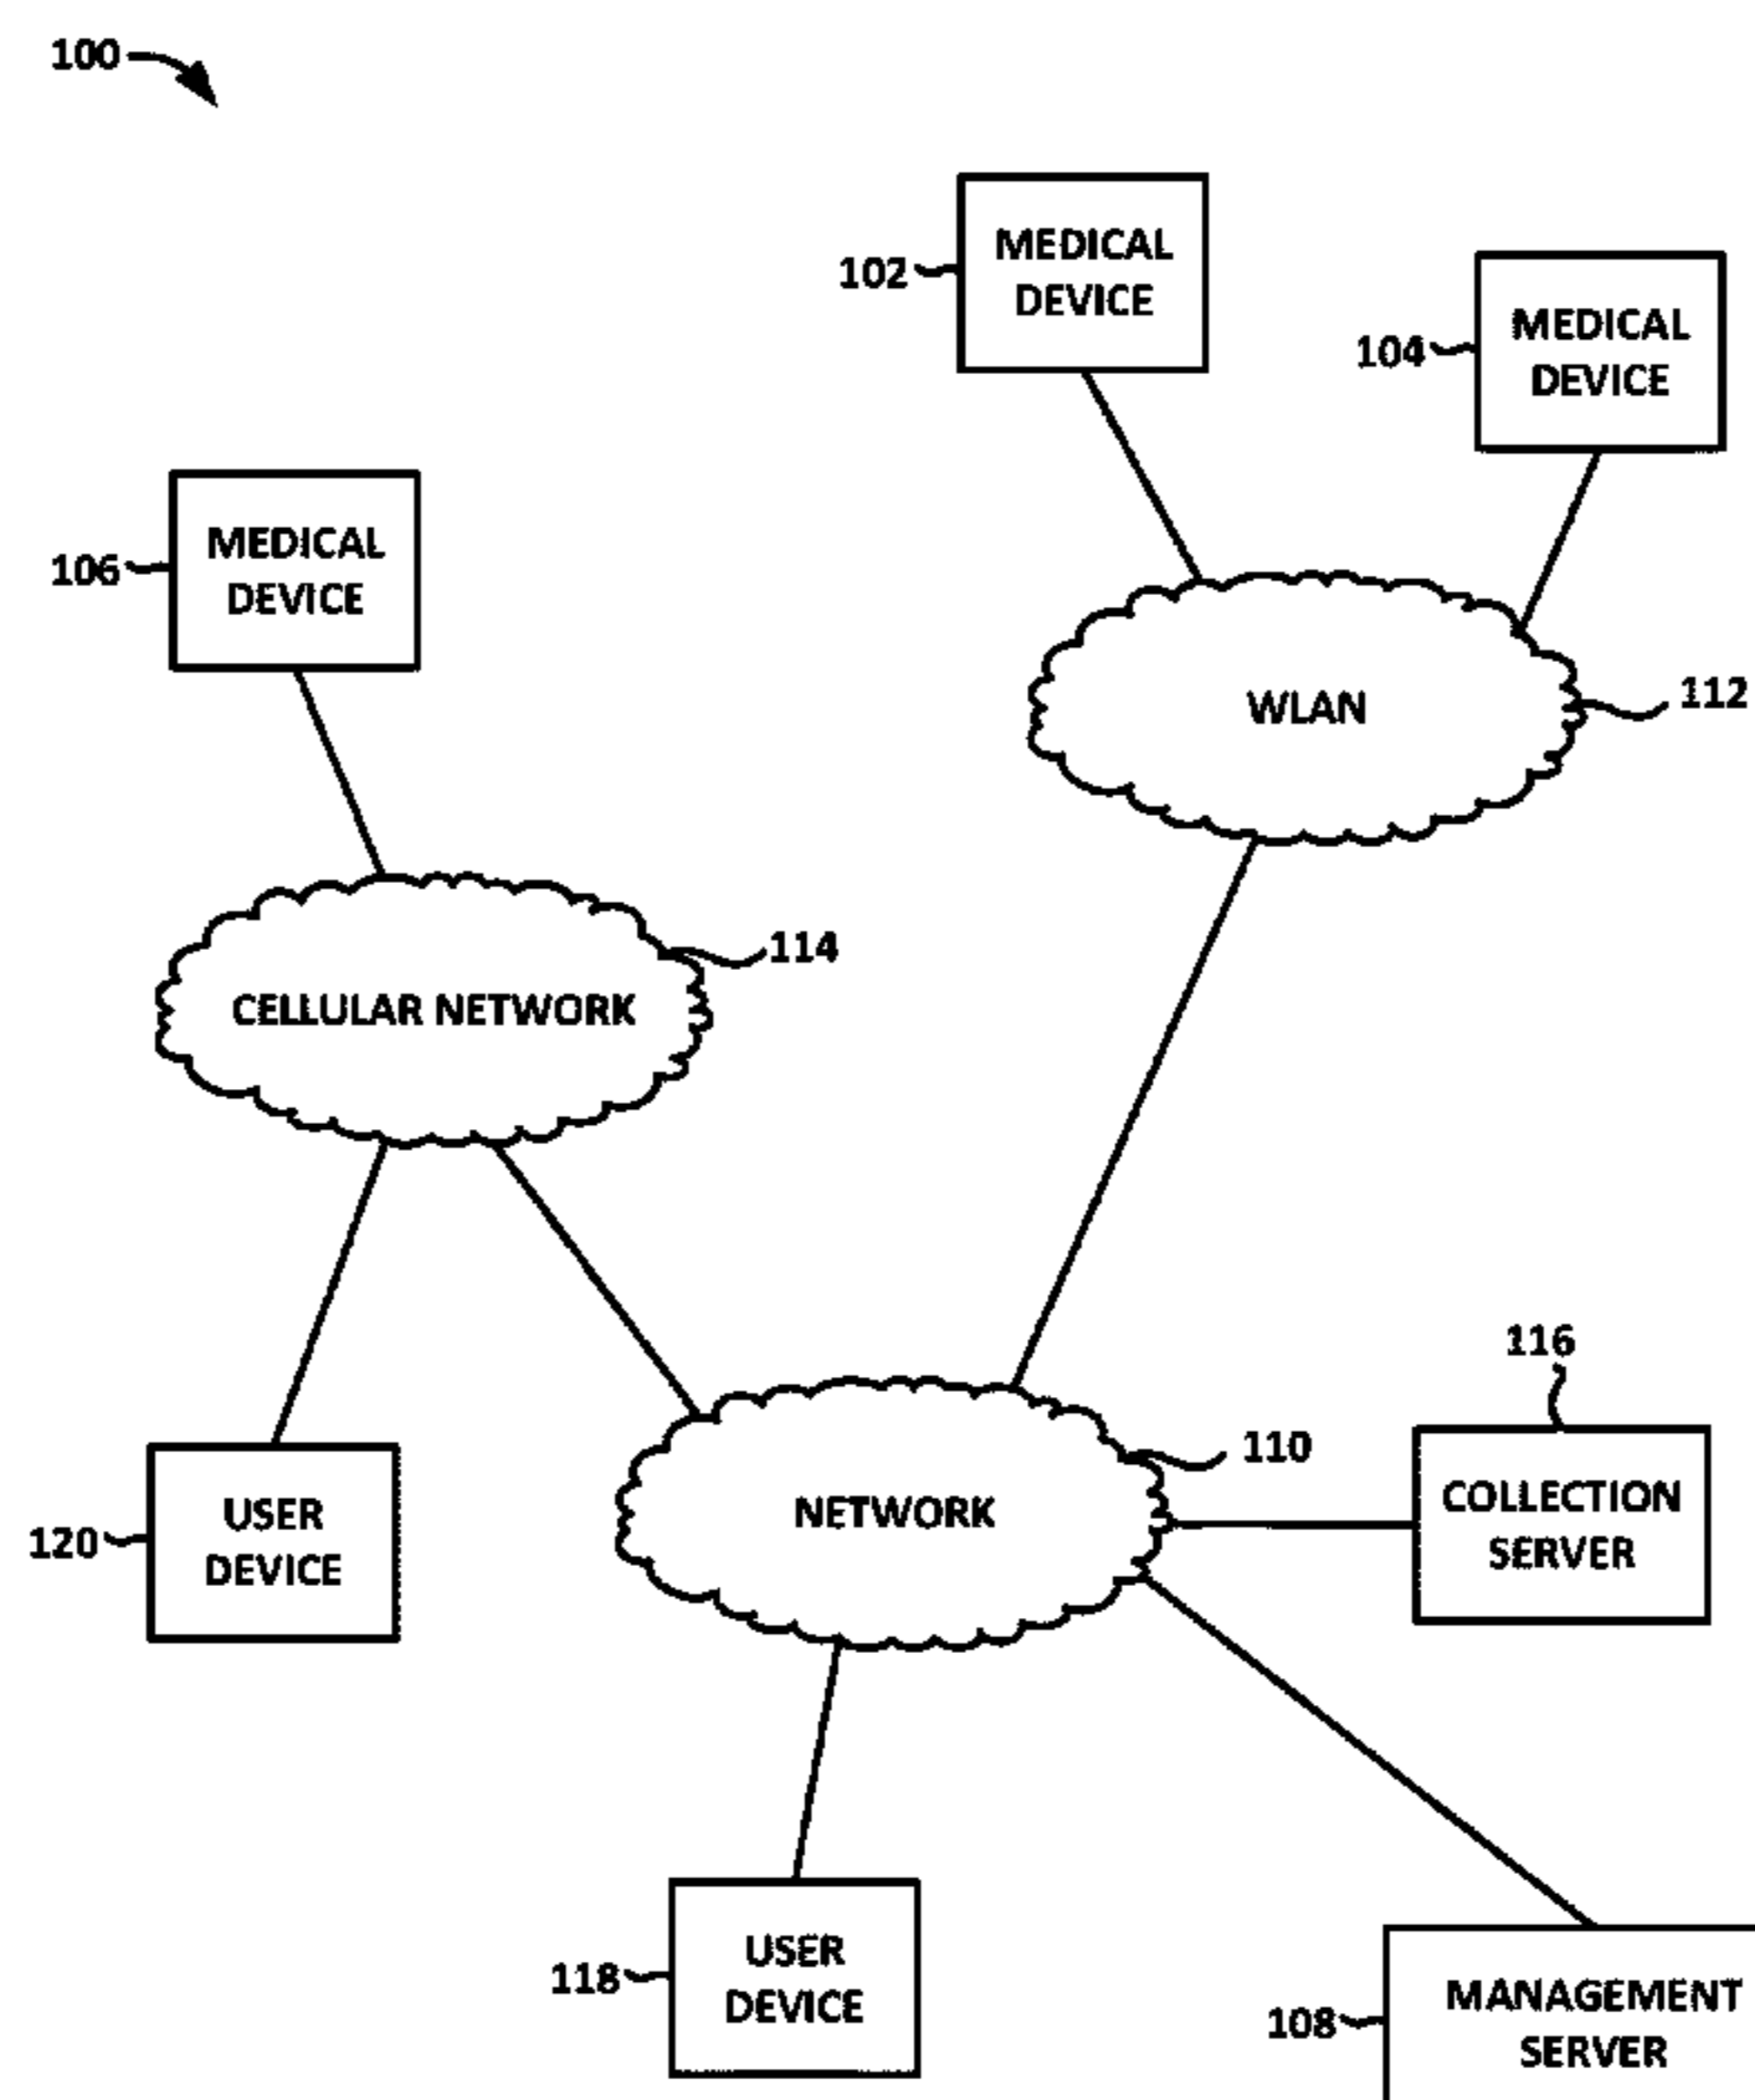 100
102
MEDICAL
DEVICE
104
MEDICAL
DEVICE
106
MEDICAL
DEVICE
WLAN
112
114
CELLULAR NETWORK
116
110
COLLECTION
SERVER
NETWORK
120
USER
DEVICE
118
USER
DEVICE
108
MANAGEMENT
SERVER